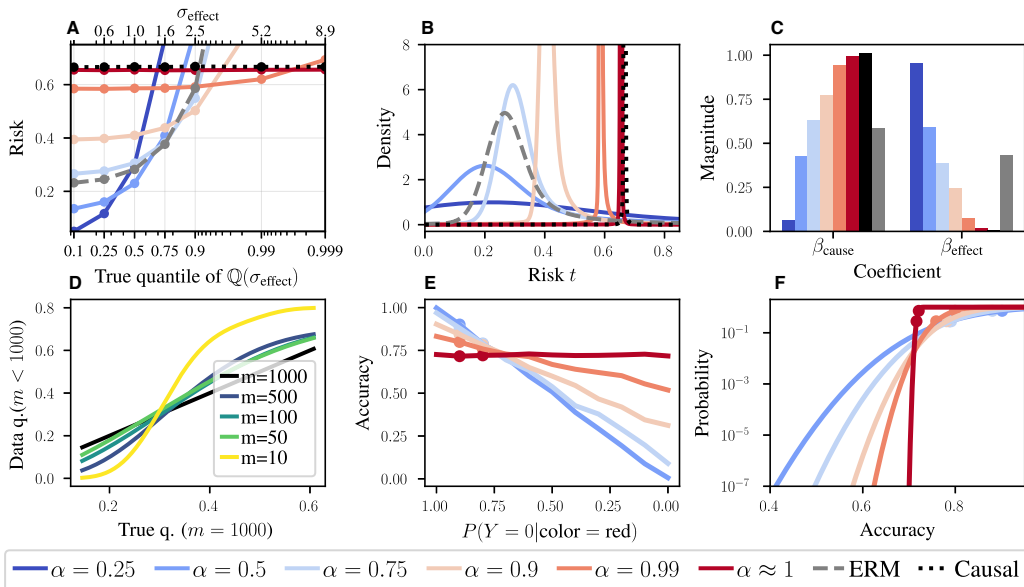 A
σeffect
0.6 1.0 1.6 2.5 5.2 8.9
Risk
0.6
0.4
0.2
0.1 0.25 0.5 0.75 0.9 0.99 0.999
True quantile of ℚ(σeffect)
B
Density
8
6
4
2
0
0.0 0.2 0.4 0.6 0.8
Risk t
C
Magnitude
1.00
0.75
0.50
0.25
0.00
βcause βeffect
Coefficient
D
Data q.(m < 1000)
0.8
0.6
0.4
0.2
0.0
m=1000
m=500
m=100
m=50
m=10
0.2 0.4 0.6
True q. (m = 1000)
E
Accuracy
1.00
0.75
0.50
0.25
0.00
1.00 0.75 0.50 0.25 0.00
P(Y = 0|color = red)
F
Probability
10⁻¹
10⁻³
10⁻⁵
10⁻⁷
0.4 0.6 0.8
Accuracy
α = 0.25 α = 0.5 α = 0.75 α = 0.9 α = 0.99 α ≈ 1 ERM Causal